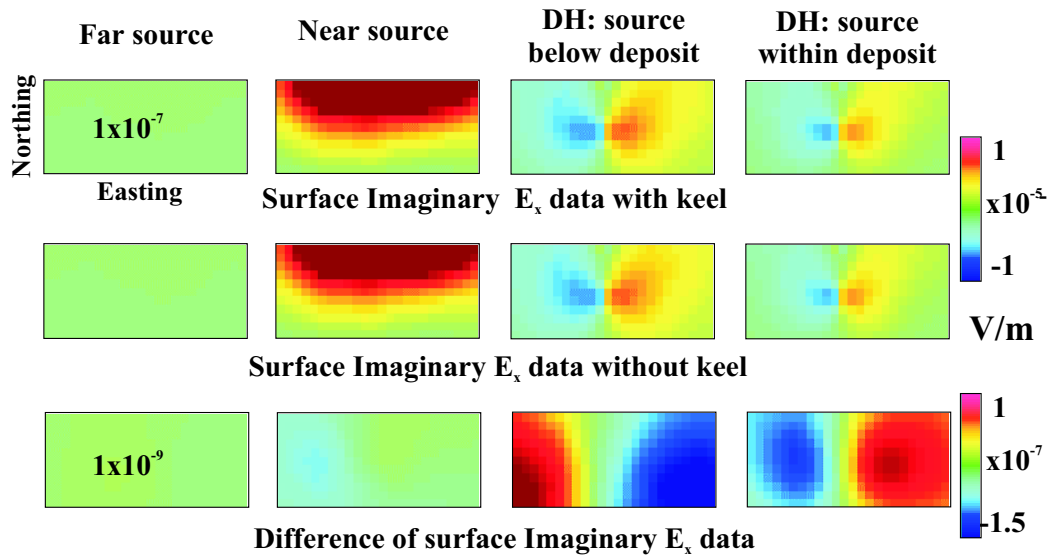 Far source
Near source
DH: source
below deposit
DH: source
within deposit
Northing
1x10⁻⁷
Easting
Surface Imaginary Eₓ data with keel
1
x10⁻⁵
-1
V/m
Surface Imaginary Eₓ data without keel
1x10⁻⁹
1
x10⁻⁷
-1.5
Difference of surface Imaginary Eₓ data